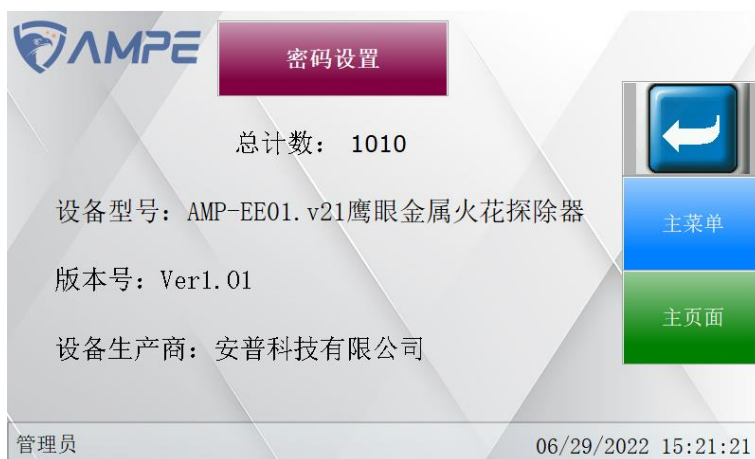 AMPE
密码设置
总计数： 1010
设备型号：AMP-EE01.v21鹰眼金属火花探除器
主菜单
版本号：Ver1.01
主页面
设备生产商：安普科技有限公司
管理员
06/29/2022 15:21:21